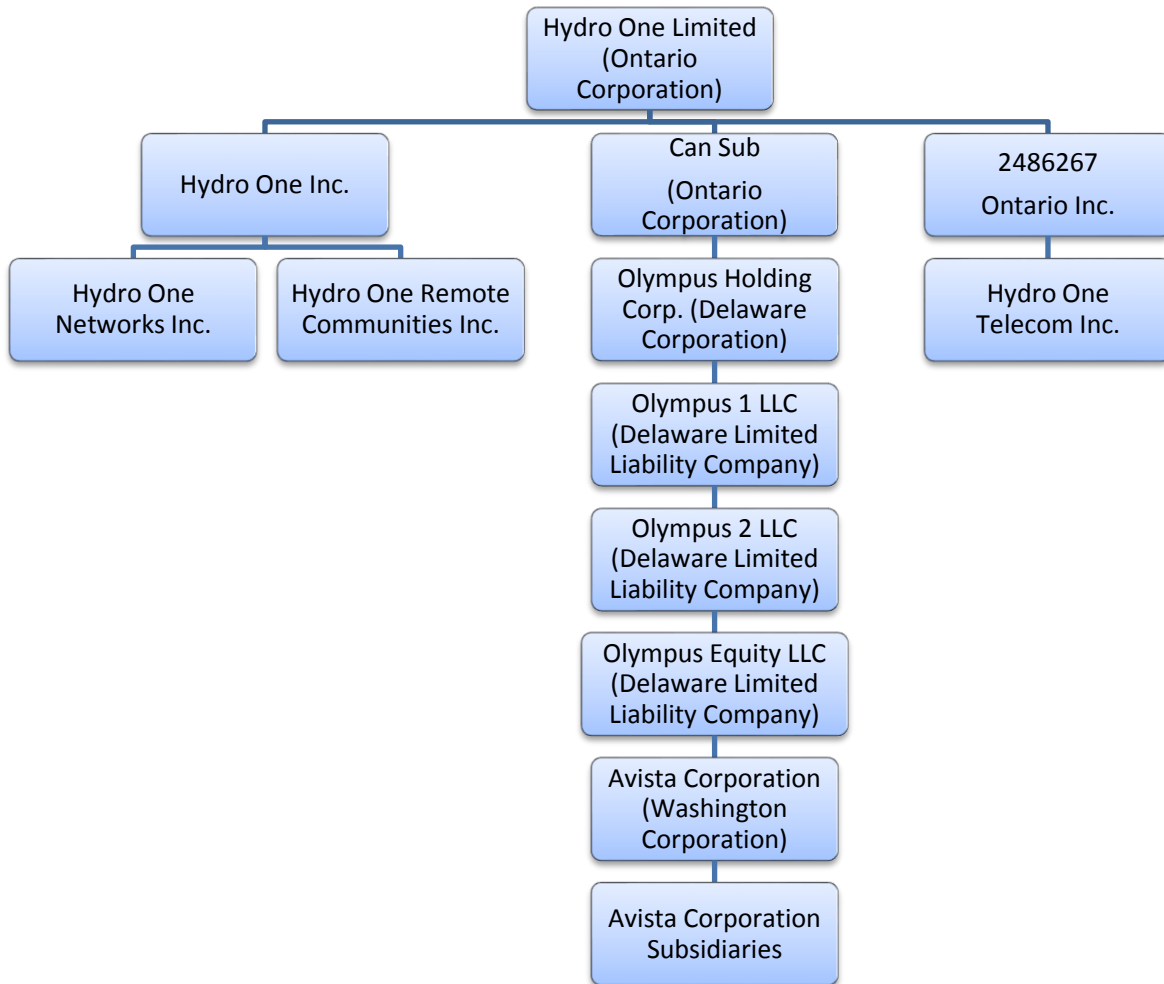 Hydro One Limited
(Ontario
Corporation)
Hydro One Inc.
Can Sub
(Ontario
Corporation)
2486267
Ontario Inc.
Hydro One
Networks Inc.
Hydro One Remote
Communities Inc.
Olympus Holding
Corp. (Delaware
Corporation)
Hydro One
Telecom Inc.
Olympus 1 LLC
(Delaware Limited
Liability Company)
Olympus 2 LLC
(Delaware Limited
Liability Company)
Olympus Equity LLC
(Delaware Limited
Liability Company)
Avista Corporation
(Washington
Corporation)
Avista Corporation
Subsidiaries